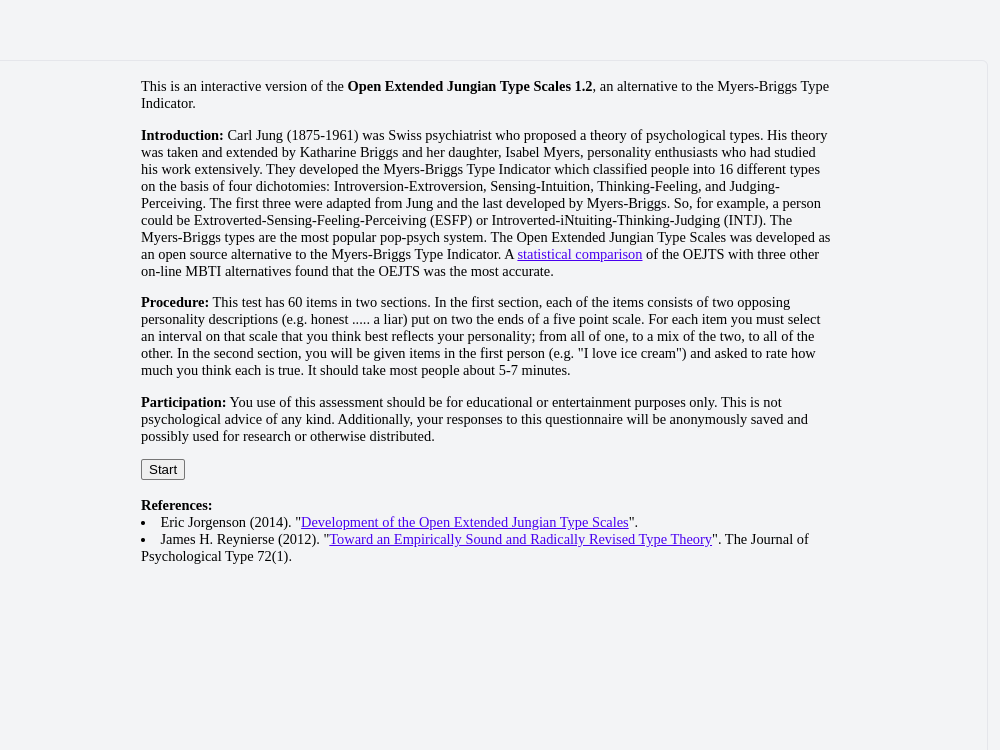 This is an interactive version of the Open Extended Jungian Type Scales 1.2, an alternative to the Myers-Briggs Type
Indicator.
Introduction: Carl Jung (1875-1961) was Swiss psychiatrist who proposed a theory of psychological types. His theory
was taken and extended by Katharine Briggs and her daughter, Isabel Myers, personality enthusiasts who had studied
his work extensively. They developed the Myers-Briggs Type Indicator which classified people into 16 different types
on the basis of four dichotomies: Introversion-Extroversion, Sensing-Intuition, Thinking-Feeling, and Judging-
Perceiving. The first three were adapted from Jung and the last developed by Myers-Briggs. So, for example, a person
could be Extroverted-Sensing-Feeling-Perceiving (ESFP) or Introverted-iNtuiting-Thinking-Judging (INTJ). The
Myers-Briggs types are the most popular pop-psych system. The Open Extended Jungian Type Scales was developed as
an open source alternative to the Myers-Briggs Type Indicator. A statistical comparison of the OEJTS with three other
on-line MBTI alternatives found that the OEJTS was the most accurate.
Procedure: This test has 60 items in two sections. In the first section, each of the items consists of two opposing
personality descriptions (e.g. honest ..... a liar) put on two the ends of a five point scale. For each item you must select
an interval on that scale that you think best reflects your personality; from all of one, to a mix of the two, to all of the
other. In the second section, you will be given items in the first person (e.g. "I love ice cream") and asked to rate how
much you think each is true. It should take most people about 5-7 minutes.
Participation: You use of this assessment should be for educational or entertainment purposes only. This is not
psychological advice of any kind. Additionally, your responses to this questionnaire will be anonymously saved and
possibly used for research or otherwise distributed.
Start
References:
• Eric Jorgenson (2014). "Development of the Open Extended Jungian Type Scales".
• James H. Reynierse (2012). "Toward an Empirically Sound and Radically Revised Type Theory". The Journal of
Psychological Type 72(1).